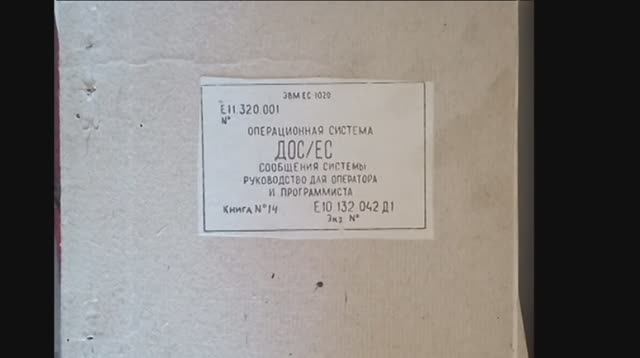 ЭВМ ЕС-1020
Е11.320.001
№
ОПЕРАЦИОННАЯ СИСТЕМА
ДОС/ЕС
СООБЩЕНИЯ СИСТЕМЫ
РУКОВОДСТВО ДЛЯ ОПЕРАТОРА
И ПРОГРАММИСТА
КНИГА №14 Е10.132.042 Д1
Экз №